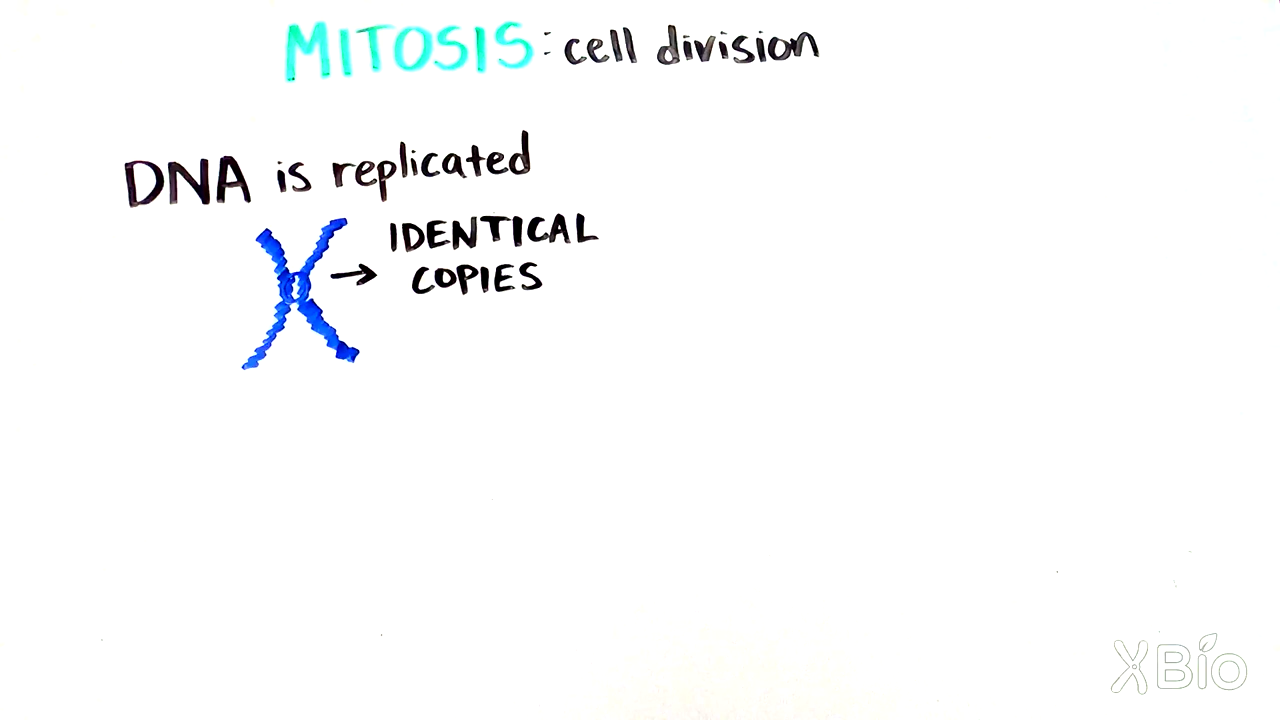 MITOSIS: cell division
DNA is replicated
→ IDENTICAL
COPIES
XBio